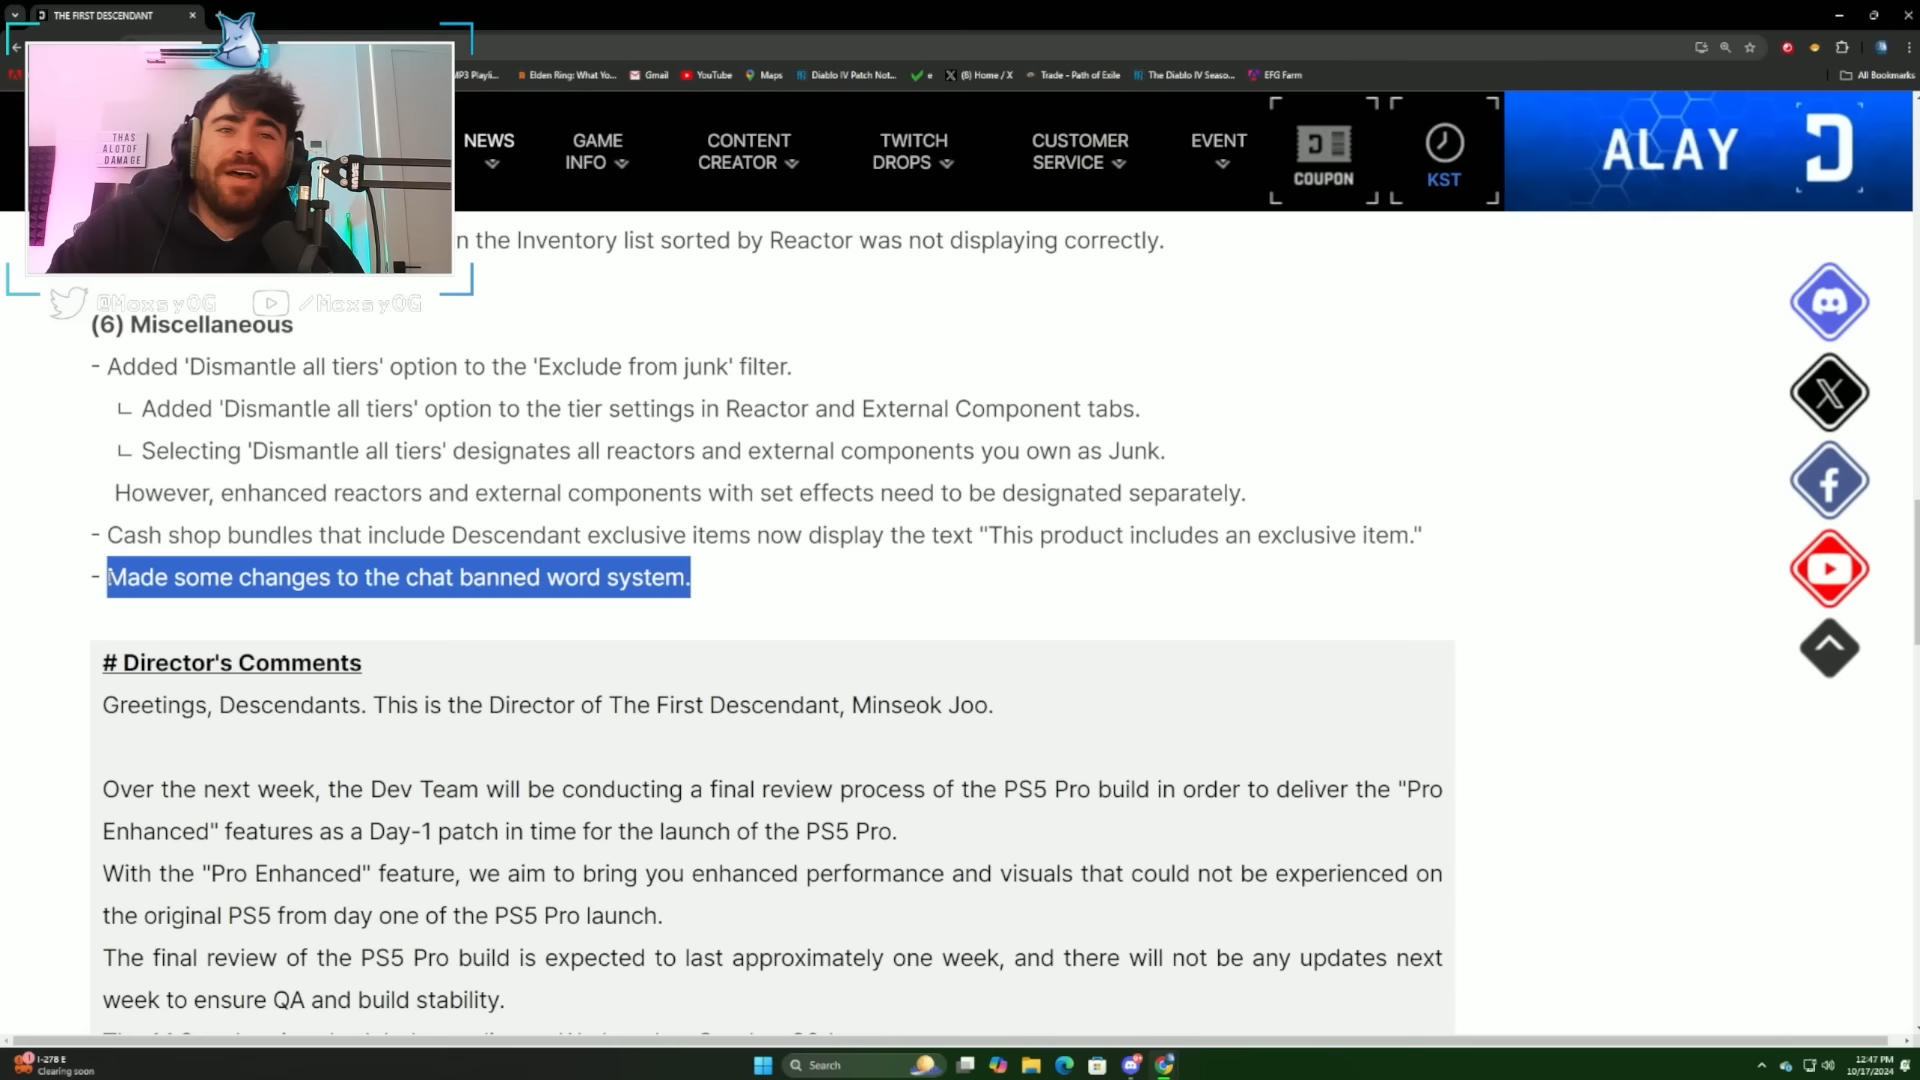 THE FIRST DESCENDANT
MP3 Playli...
Elden Ring: What Yo...
Gmail
YouTube
Maps
Diablo IV Patch Not...
e
(8) Home / X
Trade - Path of Exile
The Diablo IV Seaso...
EFG Farm
All Bookmarks
THAS
ALOTOF
DAMAGE
NEWS
GAME
INFO
CONTENT
CREATOR
TWITCH
DROPS
CUSTOMER
SERVICE
EVENT
COUPON
KST
ALAY
n the Inventory list sorted by Reactor was not displaying correctly.
@MoxsyOG
/MoxsyOG
(6) Miscellaneous
- Added 'Dismantle all tiers' option to the 'Exclude from junk' filter.
ㄴ Added 'Dismantle all tiers' option to the tier settings in Reactor and External Component tabs.
ㄴ Selecting 'Dismantle all tiers' designates all reactors and external components you own as Junk.
However, enhanced reactors and external components with set effects need to be designated separately.
- Cash shop bundles that include Descendant exclusive items now display the text "This product includes an exclusive item."
- Made some changes to the chat banned word system.
# Director's Comments
Greetings, Descendants. This is the Director of The First Descendant, Minseok Joo.
Over the next week, the Dev Team will be conducting a final review process of the PS5 Pro build in order to deliver the "Pro
Enhanced" features as a Day-1 patch in time for the launch of the PS5 Pro.
With the "Pro Enhanced" feature, we aim to bring you enhanced performance and visuals that could not be experienced on
the original PS5 from day one of the PS5 Pro launch.
The final review of the PS5 Pro build is expected to last approximately one week, and there will not be any updates next
week to ensure QA and build stability.
I-278 E
Clearing soon
Search
12:47 PM
10/17/2024